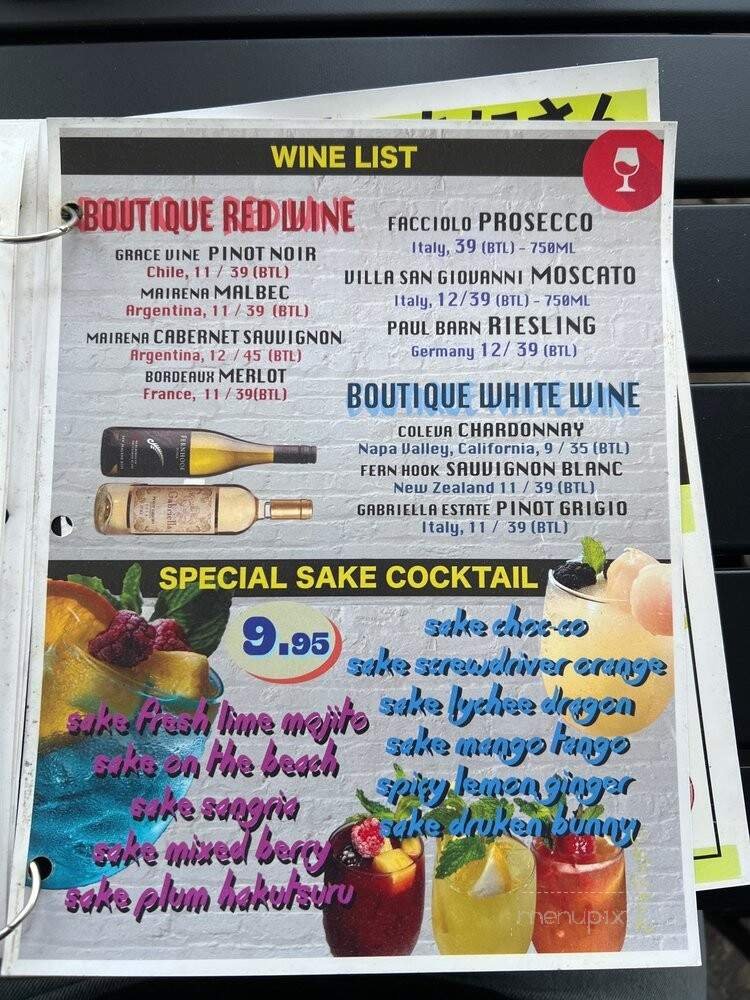 WINE LIST
BOUTIQUE RED WINE
GRACE VINE PINOT NOIR
Chile, 11 / 39 (BTL)
MAIRENA MALBEC
Argentina, 11 / 39 (BTL)
MAIRENA CABERNET SAUVIGNON
Argentina, 12 / 45 (BTL)
BORDEAUX MERLOT
France, 11 / 39(BTL)
FACCIOLO PROSECCO
Italy, 39 (BTL) - 750ML
VILLA SAN GIOVANNI MOSCATO
Italy, 12/39 (BTL) - 750ML
PAUL BARN RIESLING
Germany 12/ 39 (BTL)
BOUTIQUE WHITE WINE
COLEVA CHARDONNAY
Napa Valley, California, 9 / 35 (BTL)
FERN HOOK SAUVIGNON BLANC
New Zealand 11 / 39 (BTL)
GABRIELLA ESTATE PINOT GRIGIO
Italy, 11 / 39 (BTL)
Gabriella
SPECIAL SAKE COCKTAIL
9.95
sake fresh lime mojito
sake on the beach
sake sangria
sake mixed berry
sake plum hakutsuru
sake choc-co
sake screwdriver orange
sake lychee dragon
sake mango tango
spicy lemon ginger
sake druken bunny
menupix